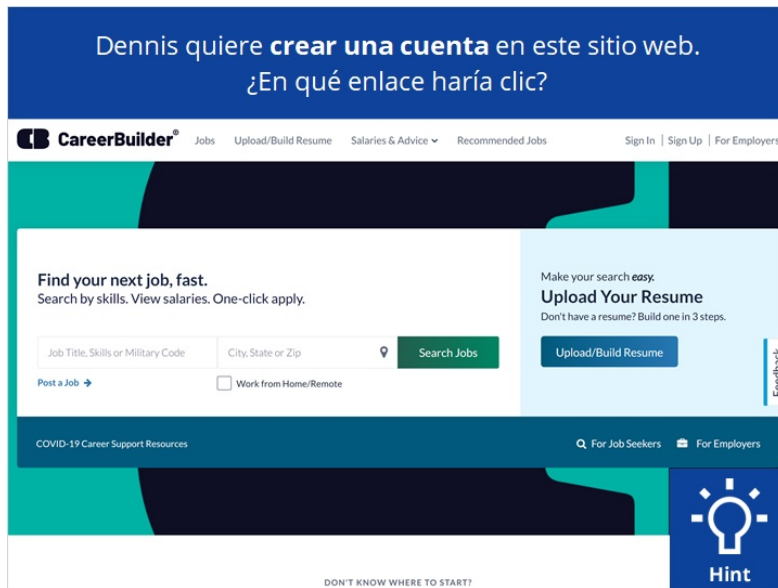 Dennis quiere crear una cuenta en este sitio web.
¿En qué enlace haría clic?
CB CareerBuilder® Jobs Upload/Build Resume Salaries & Advice Recommended Jobs Sign In | Sign Up | For Employers
Find your next job, fast.
Search by skills. View salaries. One-click apply.
Job Title, Skills or Military Code City, State or Zip Search Jobs
Post a Job → Work from Home/Remote
Make your search easy.
Upload Your Resume
Don't have a resume? Build one in 3 steps.
Upload/Build Resume
Feedback
COVID-19 Career Support Resources For Job Seekers For Employers
Hint
DON'T KNOW WHERE TO START?